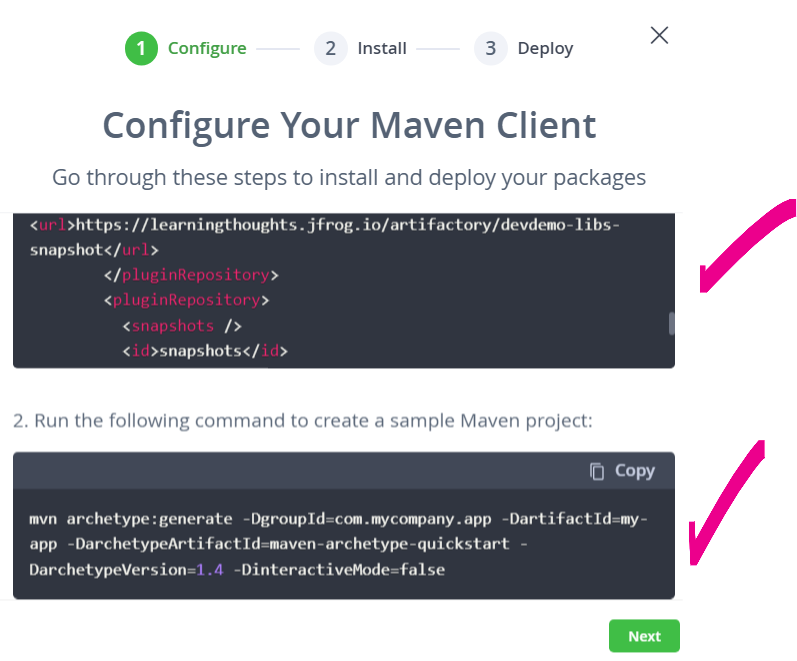 1 Configure 2 Install 3 Deploy
Configure Your Maven Client
Go through these steps to install and deploy your packages
<url>https://learningthoughts.jfrog.io/artifactory/devdemo-libs-
snapshot</url>
</pluginRepository>
<pluginRepository>
<snapshots />
<id>snapshots</id>
2. Run the following command to create a sample Maven project:
Copy
mvn archetype:generate -DgroupId=com.mycompany.app -DartifactId=my-
app -DarchetypeArtifactId=maven-archetype-quickstart -
DarchetypeVersion=1.4 -DinteractiveMode=false
Next